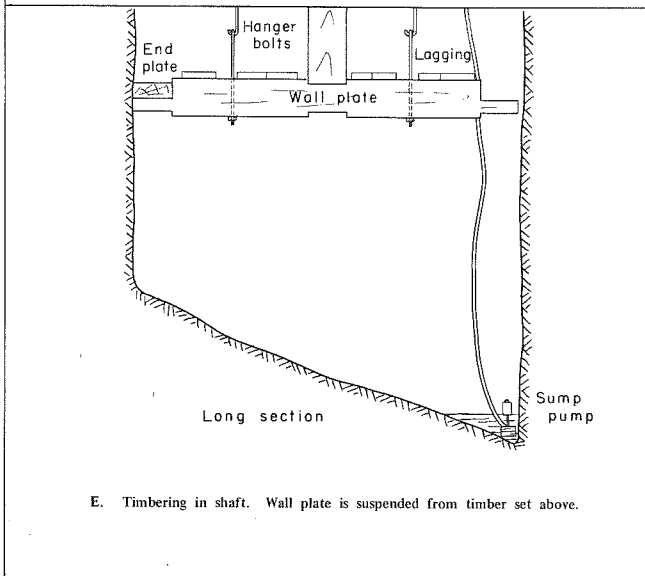 Hanger
bolts
End
plate
Lagging
Wall plate
Sump
pump
Long section
E. Timbering in shaft. Wall plate is suspended from timber set above.